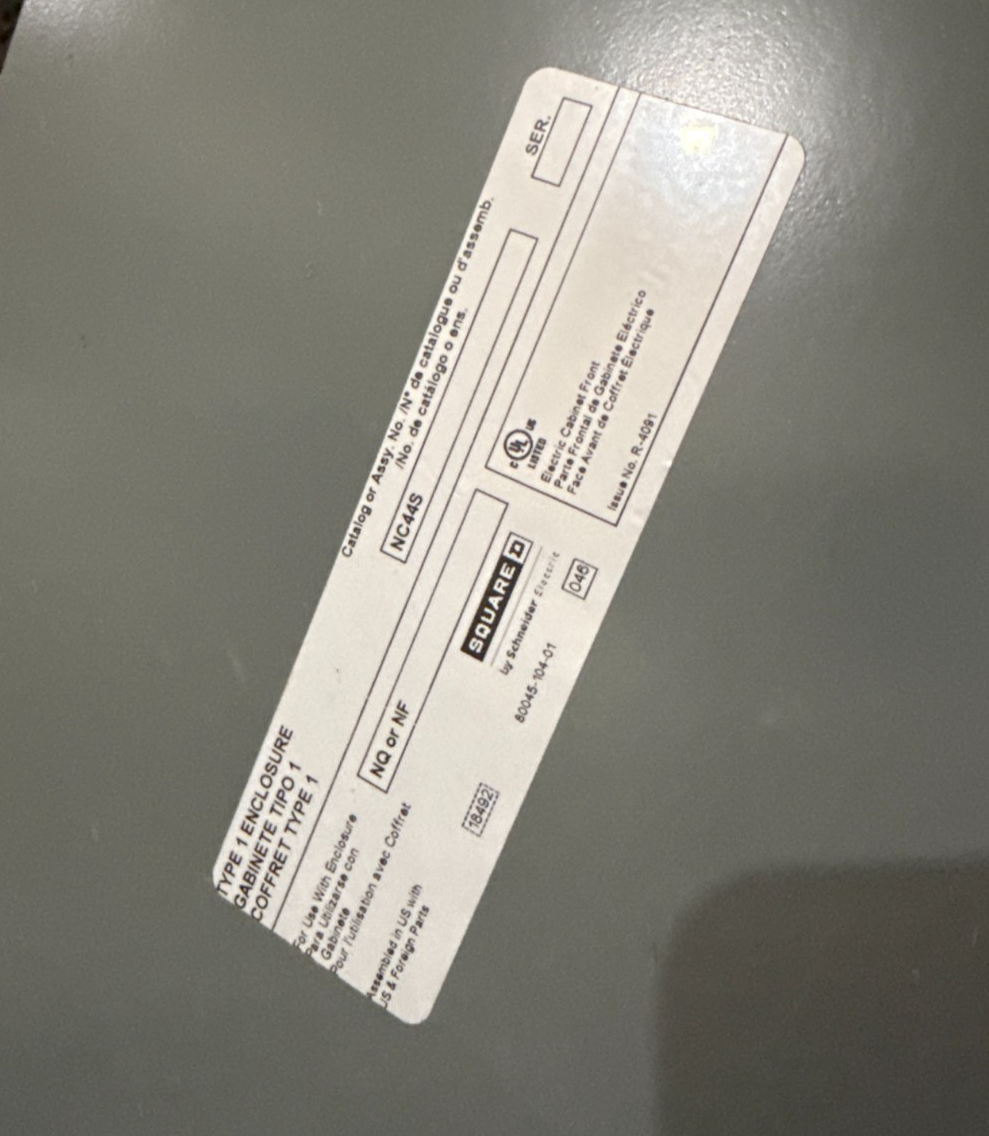 TYPE 1 ENCLOSURE
GABINETE TIPO 1
COFFRET TYPE 1
Catalog or Assy. No. /N° de catalogue ou d'assemb.
/No. de catálogo o ens.
NC44S
SER.
For Use With Enclosure
Para Utilizarse con
Gabinete
Pour l'utilisation avec Coffret
NQ or NF
Assembled in US with
US & Foreign Parts
18492
SQUARE D
by Schneider Electric
80045-104-01
046
C UL US
LISTED
Electric Cabinet Front
Parte Frontal de Gabinete Eléctrico
Face Avant de Coffret Électrique
Issue No. R-4091